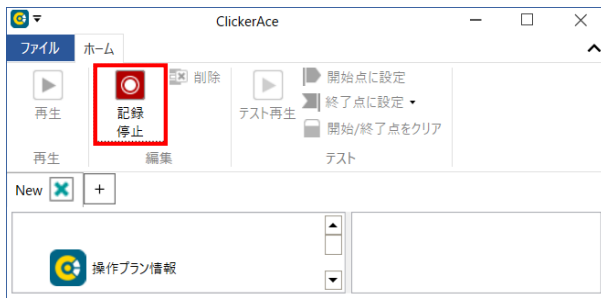 ClickerAce
ファイル ホーム
再生
記録
停止
削除
テスト再生
開始点に設定
終了点に設定
開始/終了点をクリア
再生 編集 テスト
New +
操作プラン情報